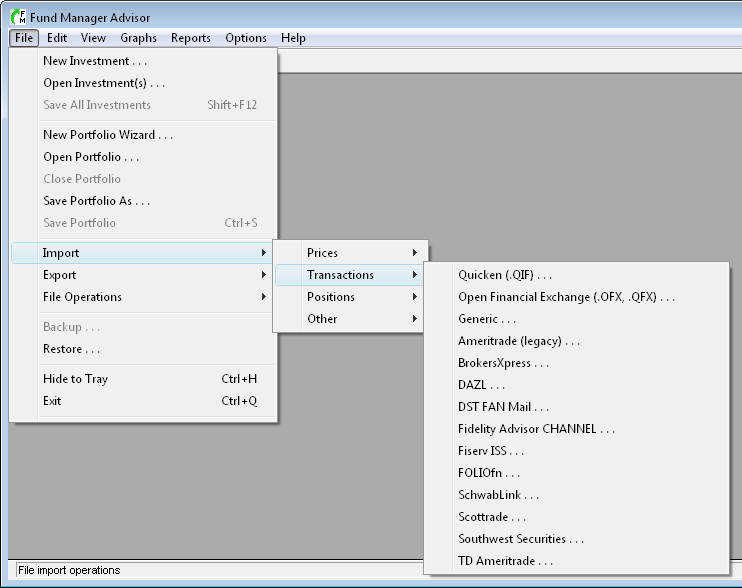 Fund Manager Advisor
File Edit View Graphs Reports Options Help
New Investment . . .
Open Investment(s) . . .
Save All Investments Shift+F12
New Portfolio Wizard . . .
Open Portfolio . . .
Close Portfolio
Save Portfolio As . . .
Save Portfolio Ctrl+S
Import
Export
File Operations
Backup . . .
Restore . . .
Hide to Tray Ctrl+H
Exit Ctrl+Q
Prices
Transactions
Positions
Other
Quicken (.QIF) . . .
Open Financial Exchange (.OFX, .QFX) . . .
Generic . . .
Ameritrade (legacy) . . .
BrokersXpress . . .
DAZL . . .
DST FAN Mail . . .
Fidelity Advisor CHANNEL . . .
Fiserv ISS . . .
FOLIOfn . . .
SchwabLink . . .
Scottrade . . .
Southwest Securities . . .
TD Ameritrade . . .
File import operations